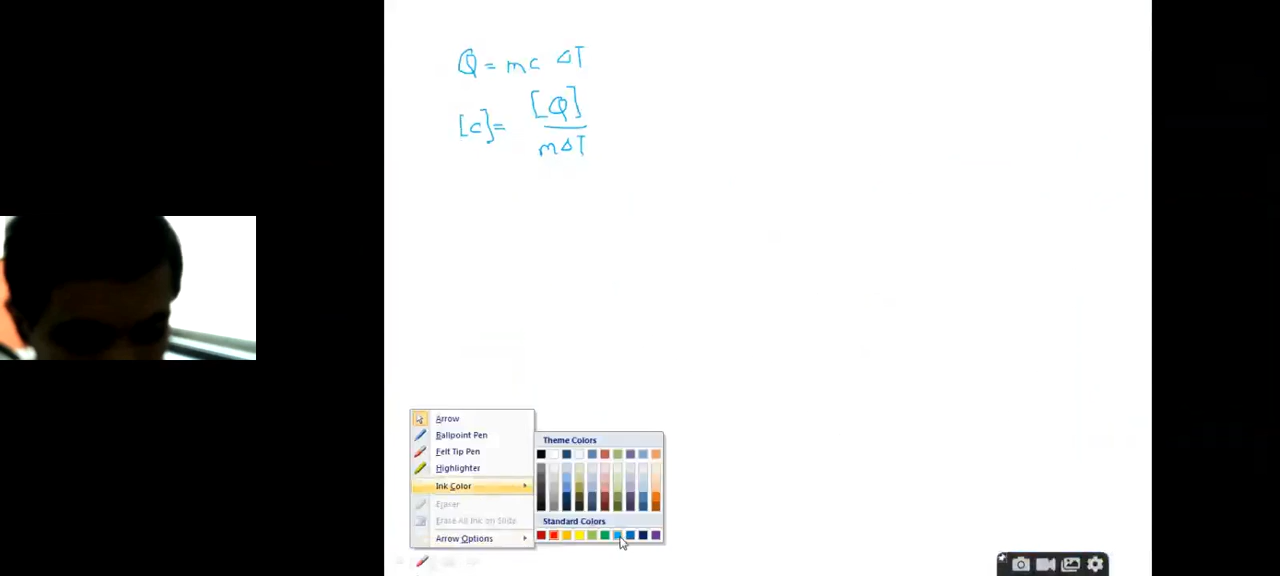 Q = mc ΔT
[c] = [Q] / mΔT
Arrow
Ballpoint Pen
Felt Tip Pen
Highlighter
Ink Color
Eraser
Erase All Ink on Slide
Arrow Options
Theme Colors
Standard Colors